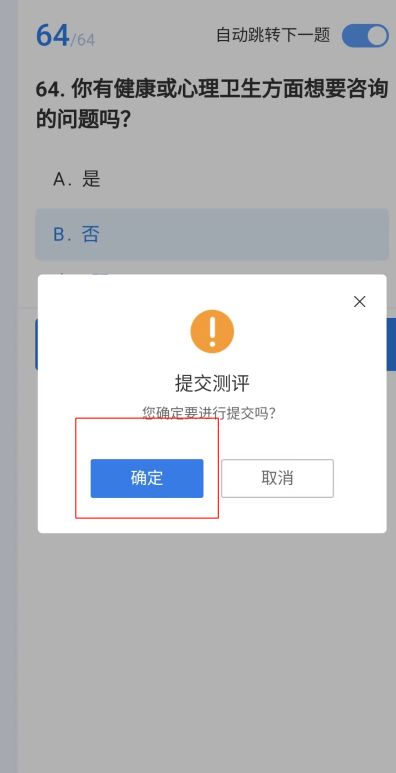 64/64 自动跳转下一题
64. 你有健康或心理卫生方面想要咨询
的问题吗？
A. 是
B. 否
提交测评
您确定要进行提交吗？
确定 取消